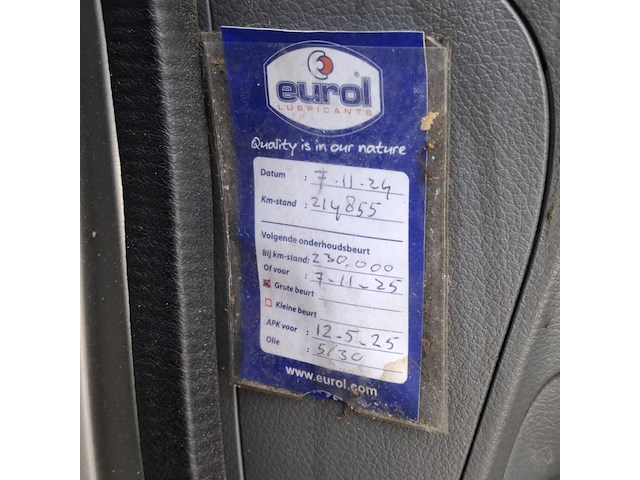 eurol
®
LUBRICANTS
Quality is in our nature
Datum : 7-11-24
Km-stand : 214855
Volgende onderhoudsbeurt
Bij km-stand: 230.000
Of voor : 7-11-25
Grote beurt
Kleine beurt
APK voor : 12-5-25
Olie : 5/30
www.eurol.com